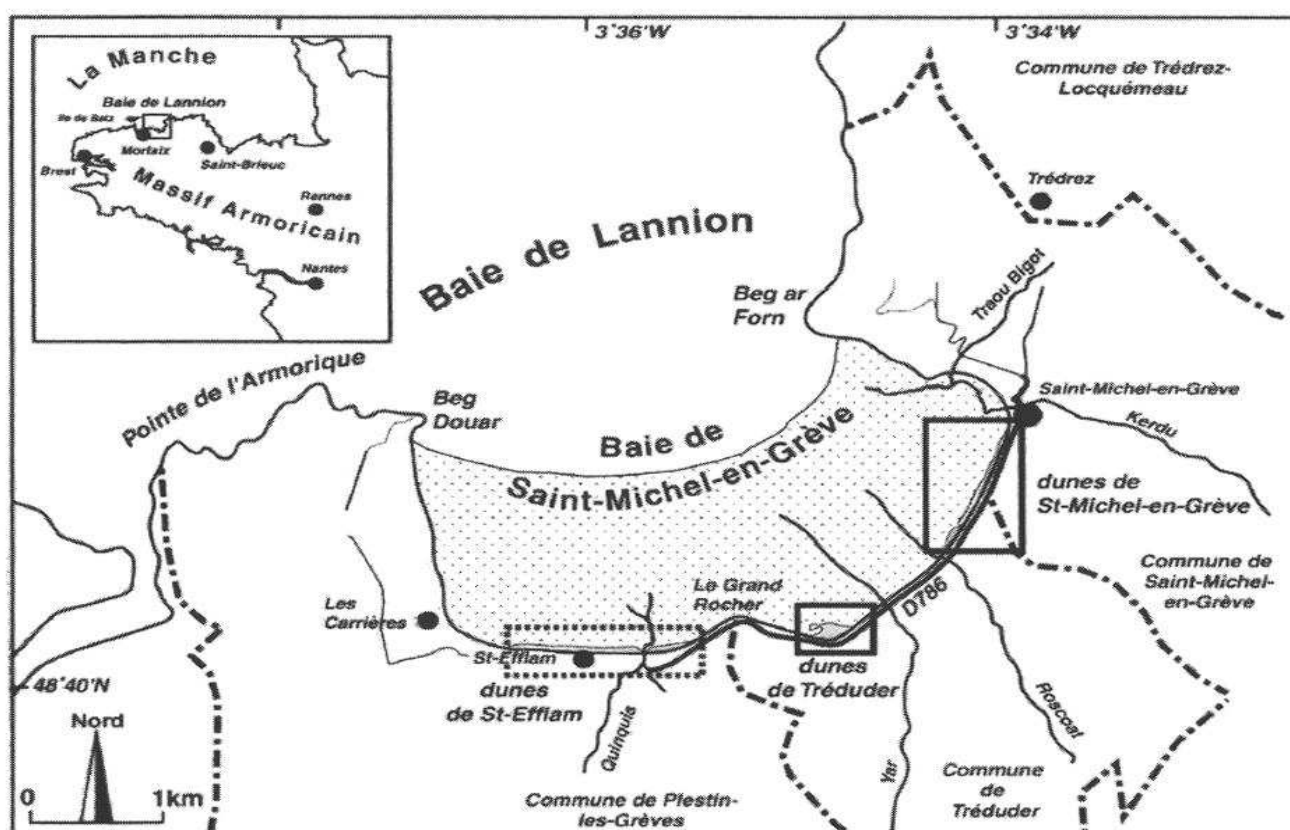 3°36'W
3°34'W
La Manche
Baie de Lannion
Ile de Batz
Morlaix
Saint-Brieuc
Brest
Massif Armoricain
Rennes
Nantes
Commune de Trédrez-
Locquémeau
Trédrez
Baie de Lannion
Beg ar
Forn
Traou Bigot
Pointe de l'Armorique
Beg
Douar
Saint-Michel-en-Grève
Kerdu
Baie de
Saint-Michel-en-Grève
dunes de
St-Michel-en-Grève
Commune de
Saint-Michel-
en-Grève
Le Grand
Rocher
D786
Les
Carrières
St-Efflam
dunes
de St-Efflam
dunes
de Tréduder
48°40'N
Nord
Quinquis
Yar
Roscoat
0 1km
Commune de Plestin-
les-Grèves
Commune
de
Tréduder